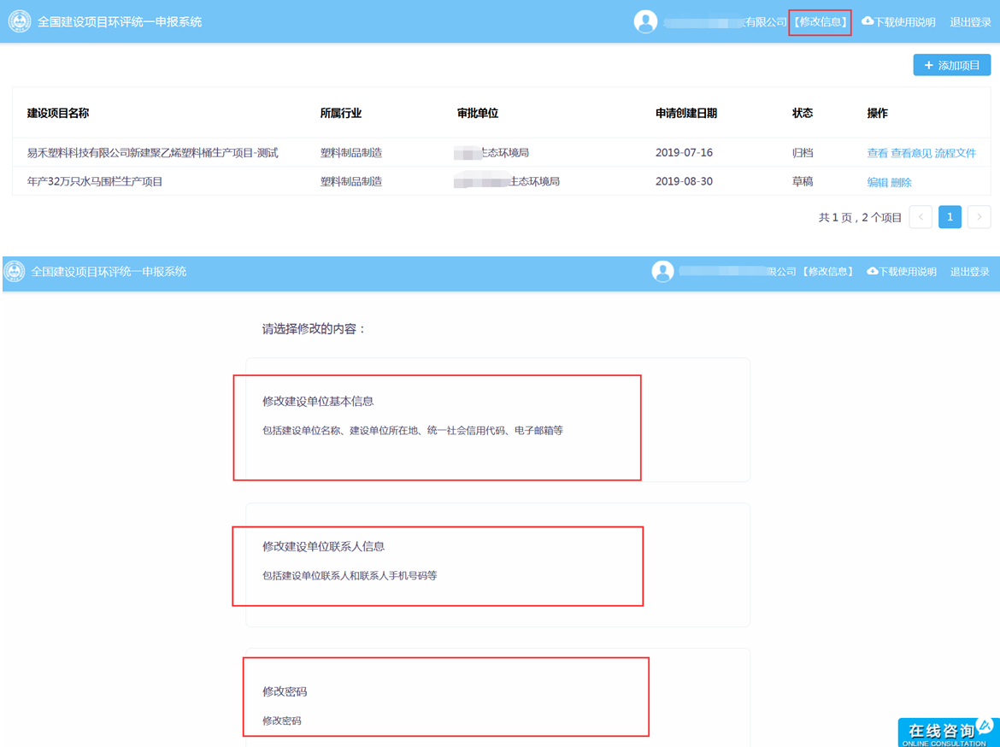 全国建设项目环评统一申报系统
有限公司【修改信息】 下载使用说明 退出登录
+ 添加项目
建设项目名称 所属行业 审批单位 申请创建日期 状态 操作
易禾塑料科技有限公司新建聚乙烯塑料桶生产项目-测试 塑料制品制造 生态环境局 2019-07-16 归档 查看 查看意见 流程文件
年产32万只水马围栏生产项目 塑料制品制造 生态环境局 2019-08-30 草稿 编辑 删除
共 1 页，2 个项目 < 1 >
全国建设项目环评统一申报系统
限公司【修改信息】 下载使用说明 退出登录
请选择修改的内容：
修改建设单位基本信息
包括建设单位名称、建设单位所在地、统一社会信用代码、电子邮箱等
修改建设单位联系人信息
包括建设单位联系人和联系人手机号码等
修改密码
修改密码
在线咨询
ONLINE CONSULTATION